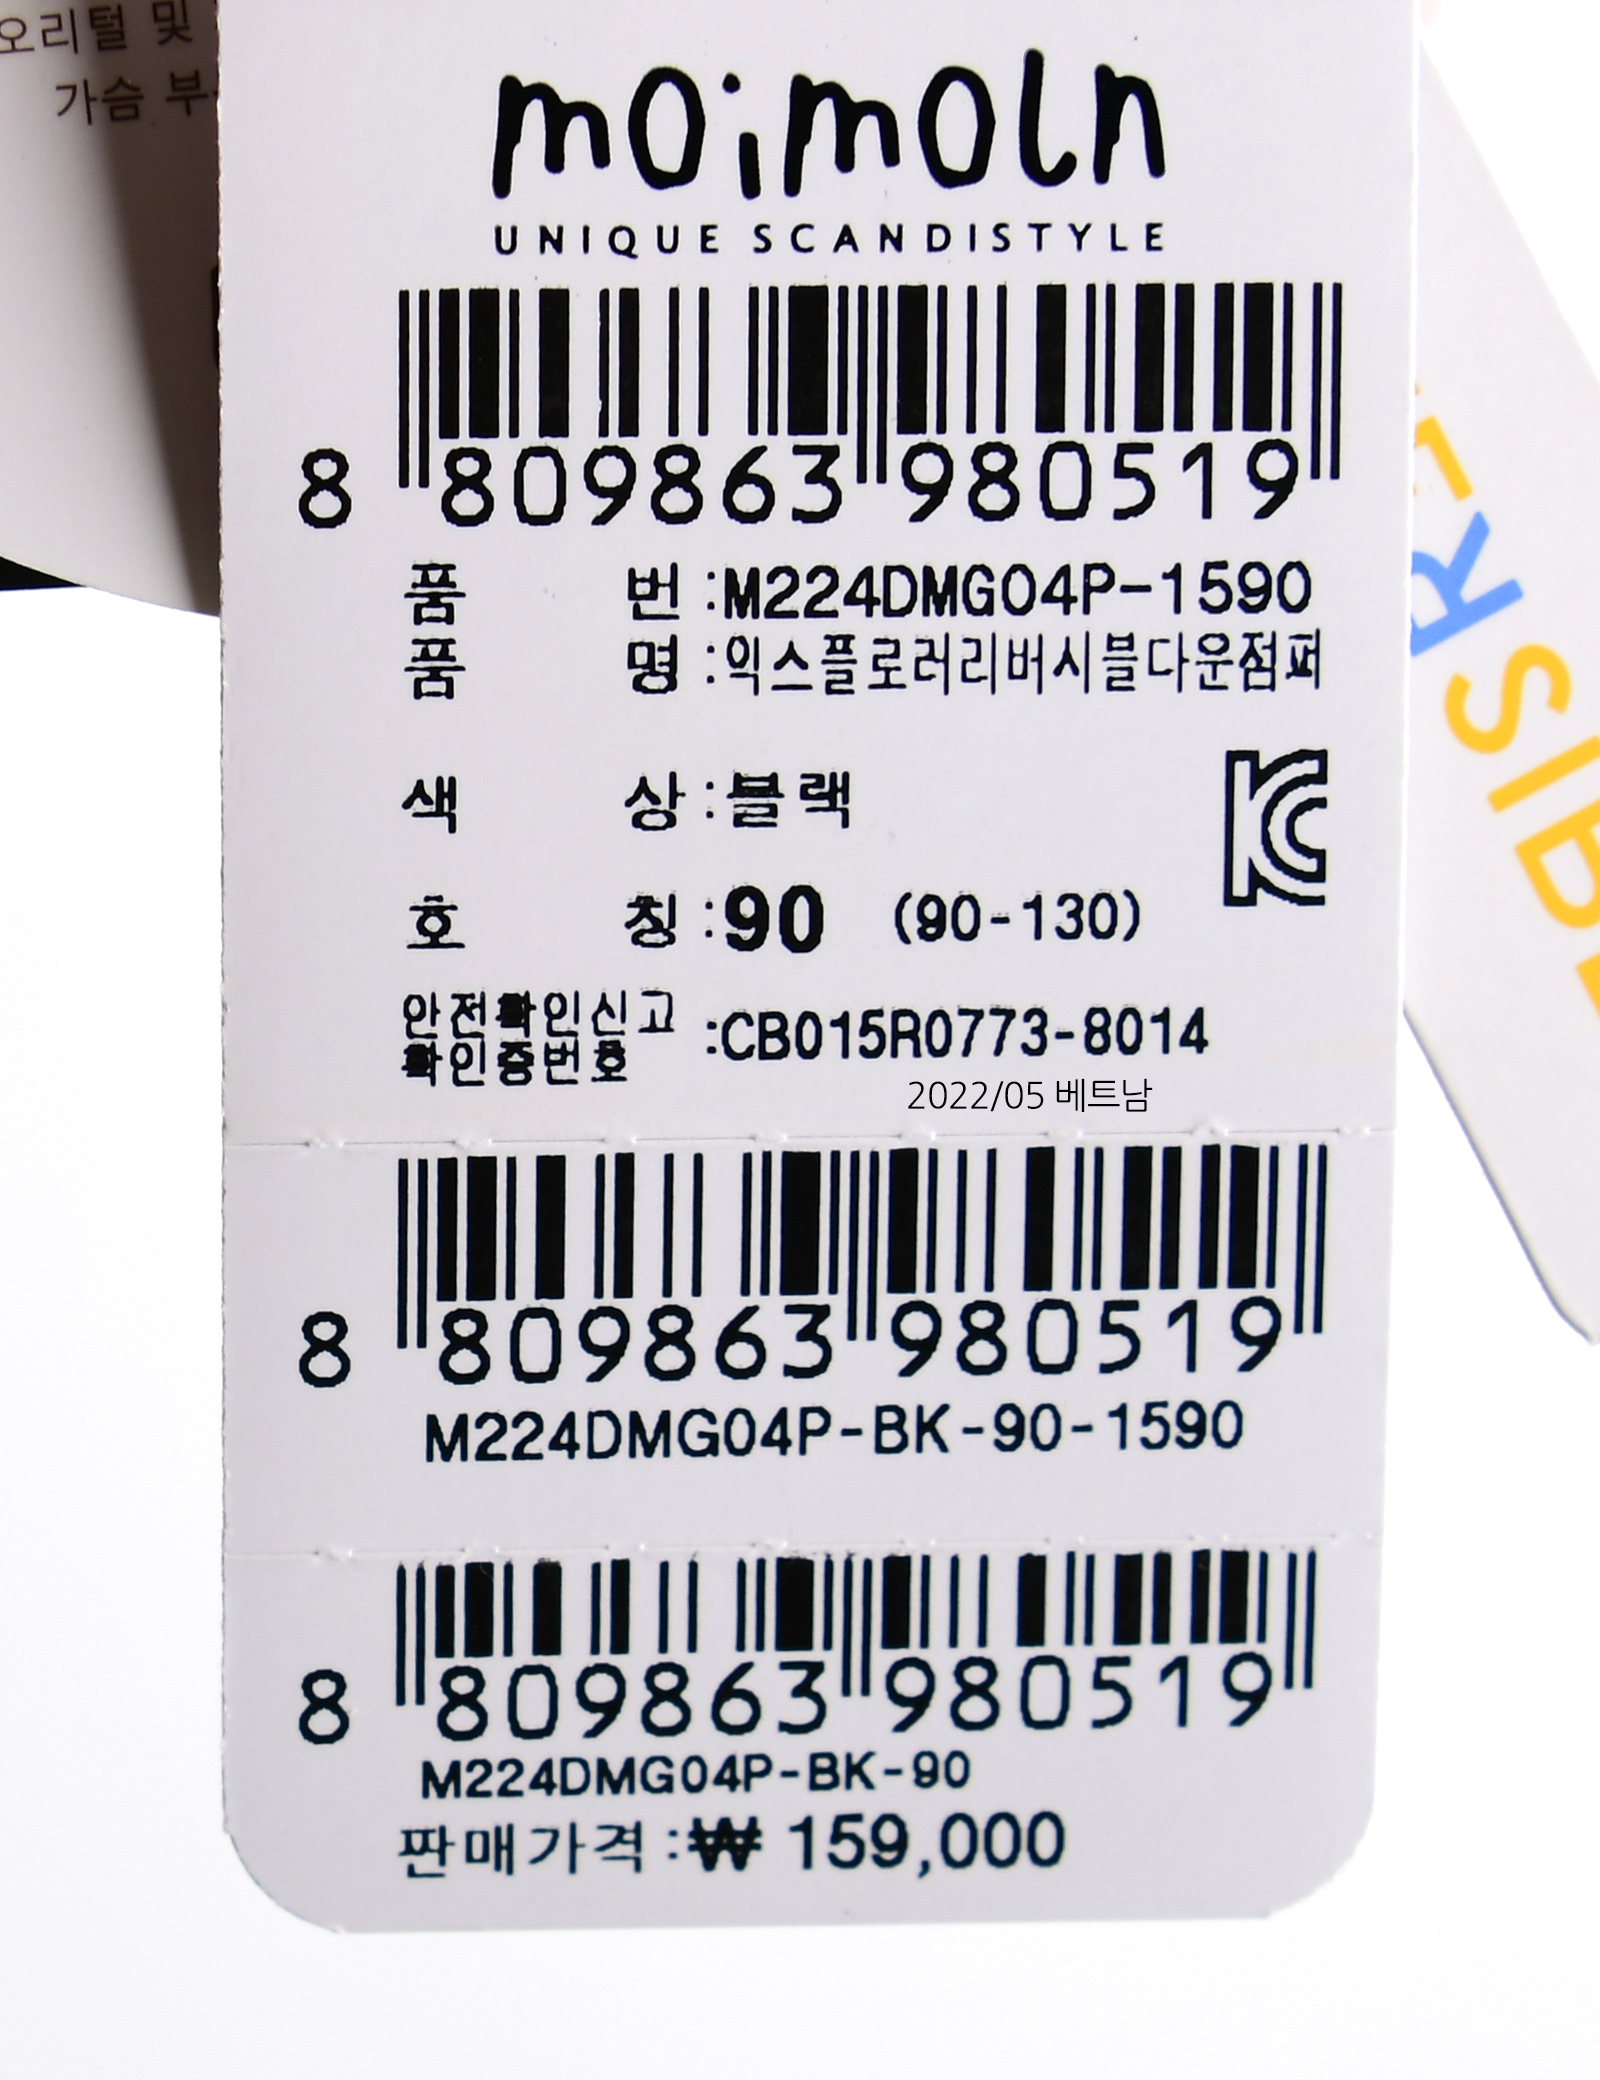 오리털 및
가슴 부
moimoln
UNIQUE SCANDISTYLE
8 809863 980519
품 번 :M224DMG04P-1590
품 명 :익스플로러리버시블다운점퍼
색 상 :블랙
호 칭 :90 (90-130)
안전확인신고
확인증번호 :CB015R0773-8014
2022/05 베트남
8 809863 980519
M224DMG04P-BK-90-1590
8 809863 980519
M224DMG04P-BK-90
판매가격 :₩ 159,000
KC